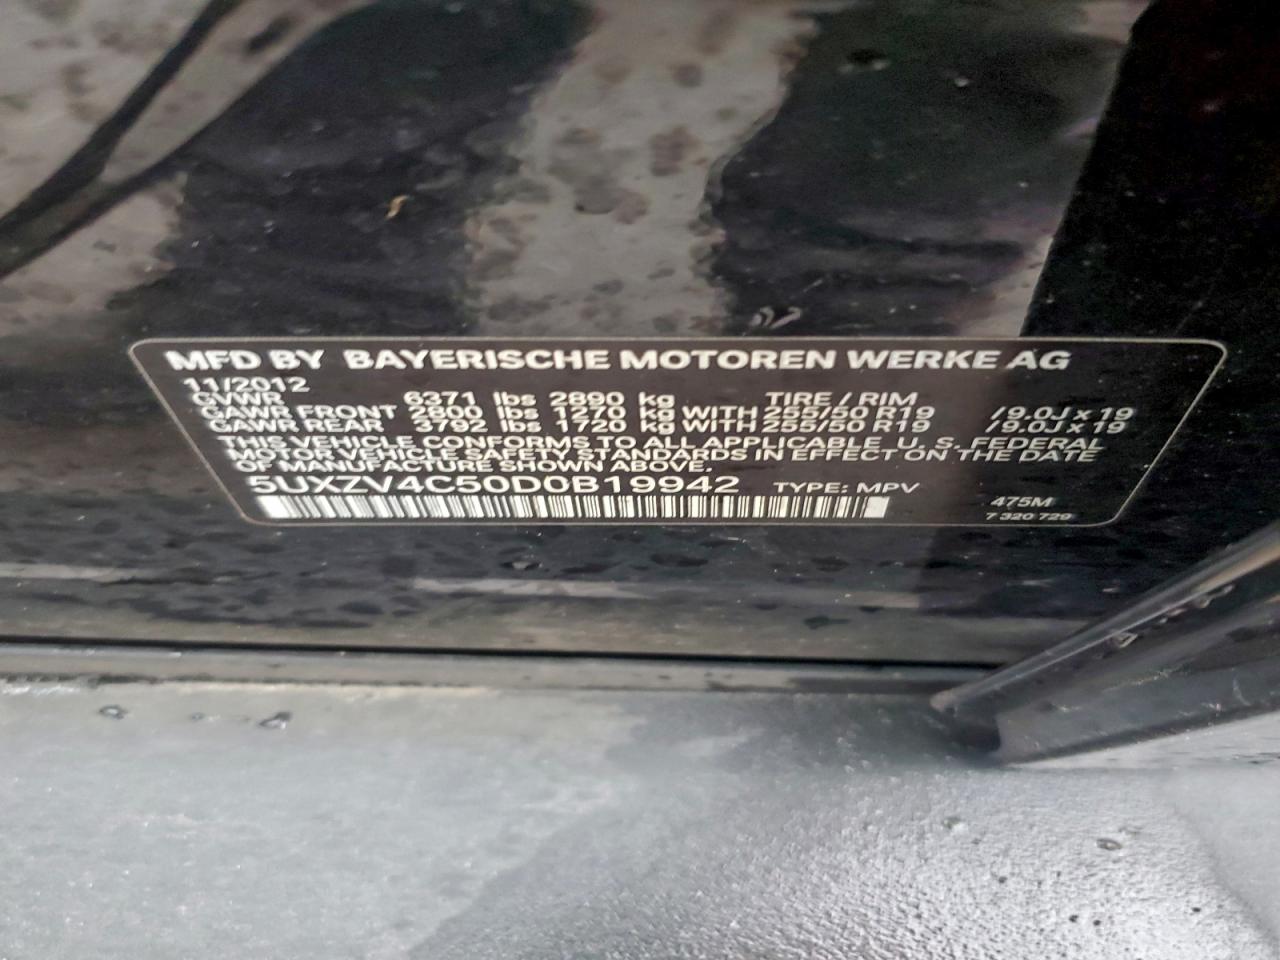 MFD BY BAYERISCHE MOTOREN WERKE AG
11/2012
GVWR 6371 lbs 2890 kg TIRE / RIM
GAWR FRONT 2800 lbs 1270 kg WITH 255/50 R19 /9.0J x 19
GAWR REAR 3792 lbs 1720 kg WITH 255/50 R19 /9.0J x 19
THIS VEHICLE CONFORMS TO ALL APPLICABLE U.S. FEDERAL
MOTOR VEHICLE SAFETY STANDARDS IN EFFECT ON THE DATE
OF MANUFACTURE SHOWN ABOVE.
5UXZV4C50D0B19942 TYPE: MPV
475M
7 320 729